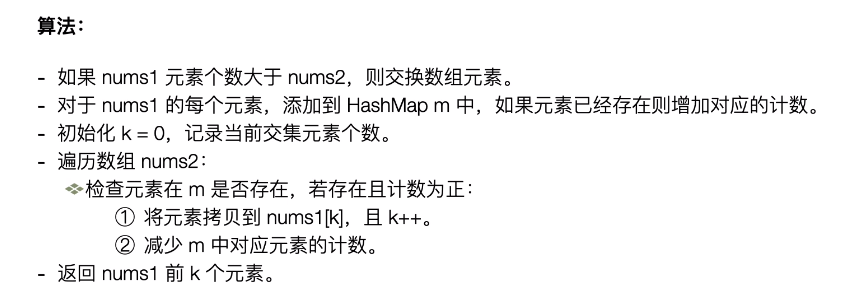 算法：
- 如果 nums1 元素个数大于 nums2，则交换数组元素。
- 对于 nums1 的每个元素，添加到 HashMap m 中，如果元素已经存在则增加对应的计数。
- 初始化 k = 0，记录当前交集元素个数。
- 遍历数组 nums2：
❖检查元素在 m 是否存在，若存在且计数为正：
① 将元素拷贝到 nums1[k]，且 k++。
② 减少 m 中对应元素的计数。
- 返回 nums1 前 k 个元素。